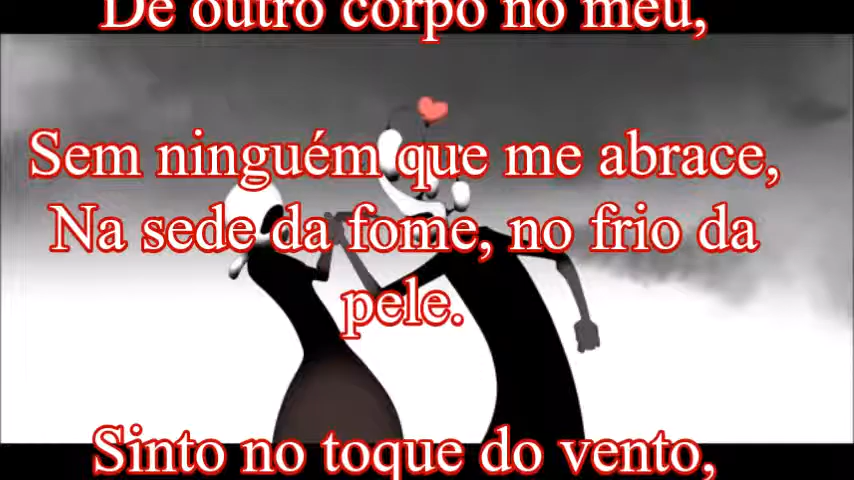 De outro corpo no meu,
Sem ninguém que me abrace,
Na sede da fome, no frio da
pele.
Sinto no toque do vento,